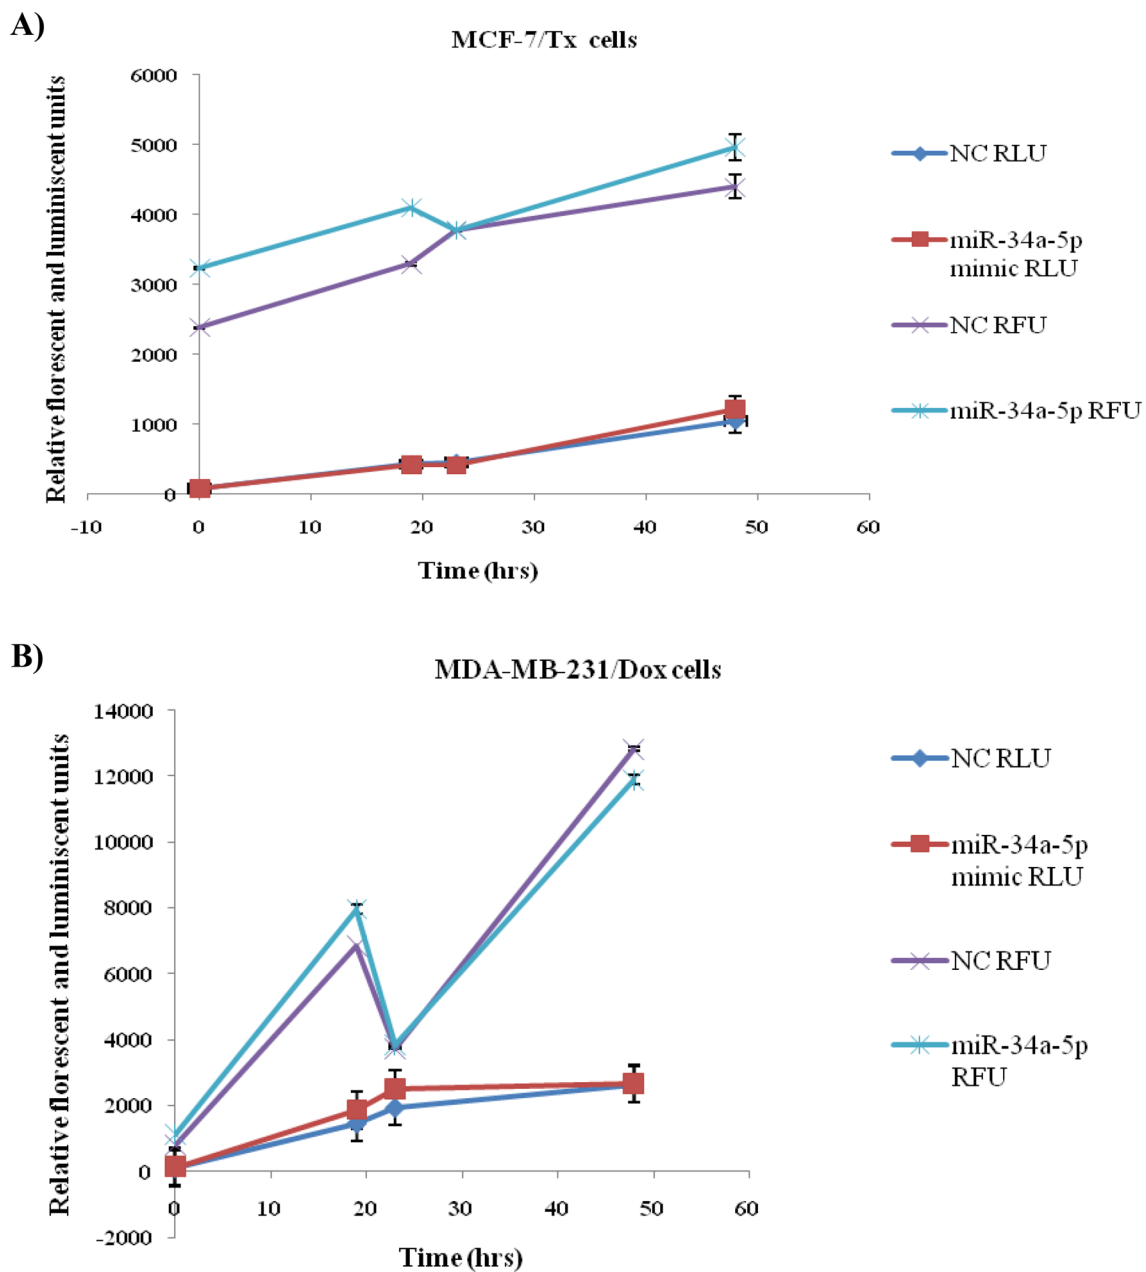 A)
MCF-7/Tx cells
Relative florescent and luminiscent units
6000
5000
4000
3000
2000
1000
0
-10 0 10 20 30 40 50 60
Time (hrs)
NC RLU
miR-34a-5p
mimic RLU
NC RFU
miR-34a-5p RFU
B)
MDA-MB-231/Dox cells
Relative florescent and luminiscent units
14000
12000
10000
8000
6000
4000
2000
0
-2000
0 10 20 30 40 50 60
Time (hrs)
NC RLU
miR-34a-5p
mimic RLU
NC RFU
miR-34a-5p
RFU